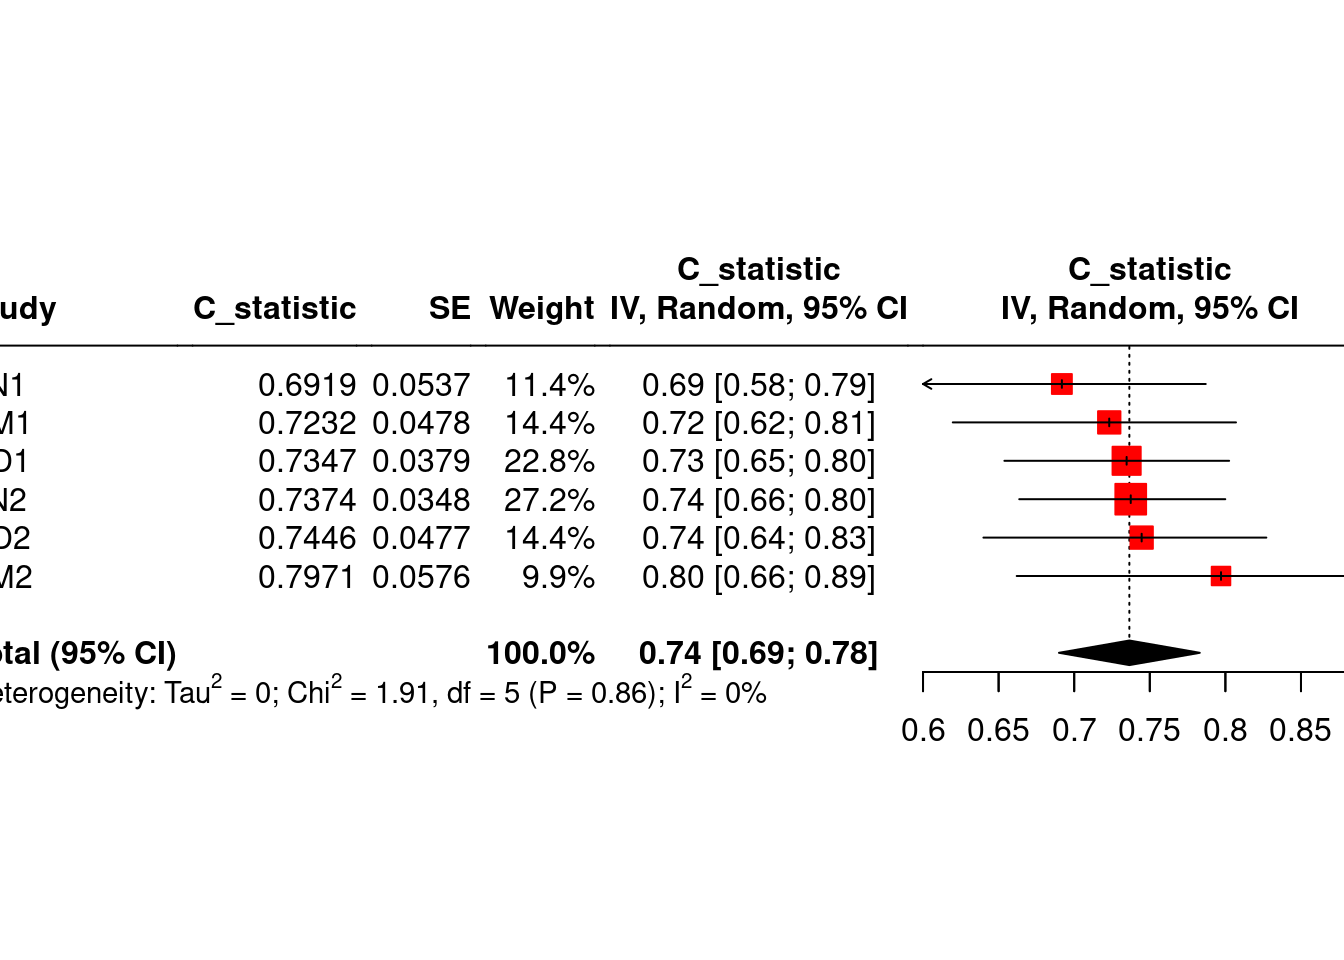 C_statistic C_statistic
udy C_statistic SE Weight IV, Random, 95% CI IV, Random, 95% CI
N1 0.6919 0.0537 11.4% 0.69 [0.58; 0.79]
M1 0.7232 0.0478 14.4% 0.72 [0.62; 0.81]
D1 0.7347 0.0379 22.8% 0.73 [0.65; 0.80]
N2 0.7374 0.0348 27.2% 0.74 [0.66; 0.80]
D2 0.7446 0.0477 14.4% 0.74 [0.64; 0.83]
M2 0.7971 0.0576 9.9% 0.80 [0.66; 0.89]
otal (95% CI) 100.0% 0.74 [0.69; 0.78]
eterogeneity: Tau² = 0; Chi² = 1.91, df = 5 (P = 0.86); I² = 0%
0.6 0.65 0.7 0.75 0.8 0.85